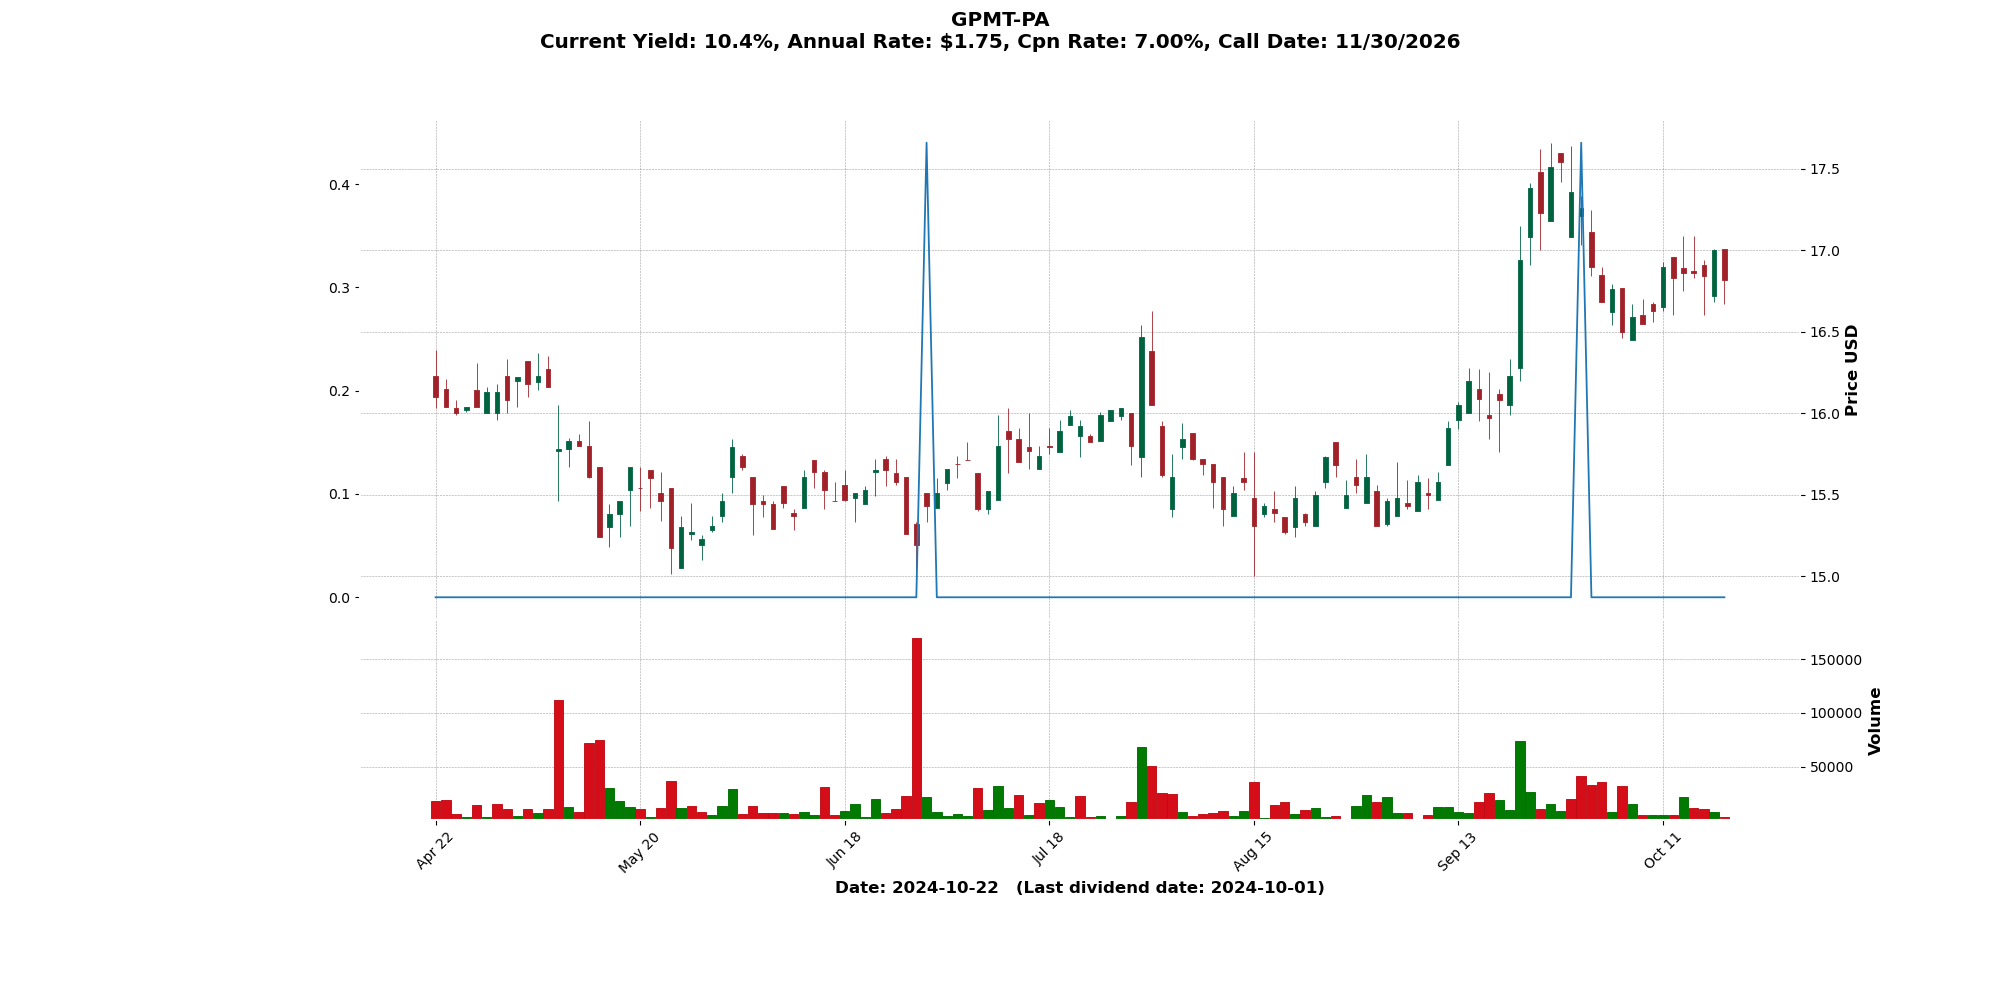 GPMT-PA
Current Yield: 10.4%, Annual Rate: $1.75, Cpn Rate: 7.00%, Call Date: 11/30/2026
0.4
0.3
0.2
0.1
0.0
17.5
17.0
16.5
16.0
15.5
15.0
Price USD
150000
100000
50000
Volume
Apr 22
May 20
Jun 18
Jul 18
Aug 15
Sep 13
Oct 11
Date: 2024-10-22   (Last dividend date: 2024-10-01)